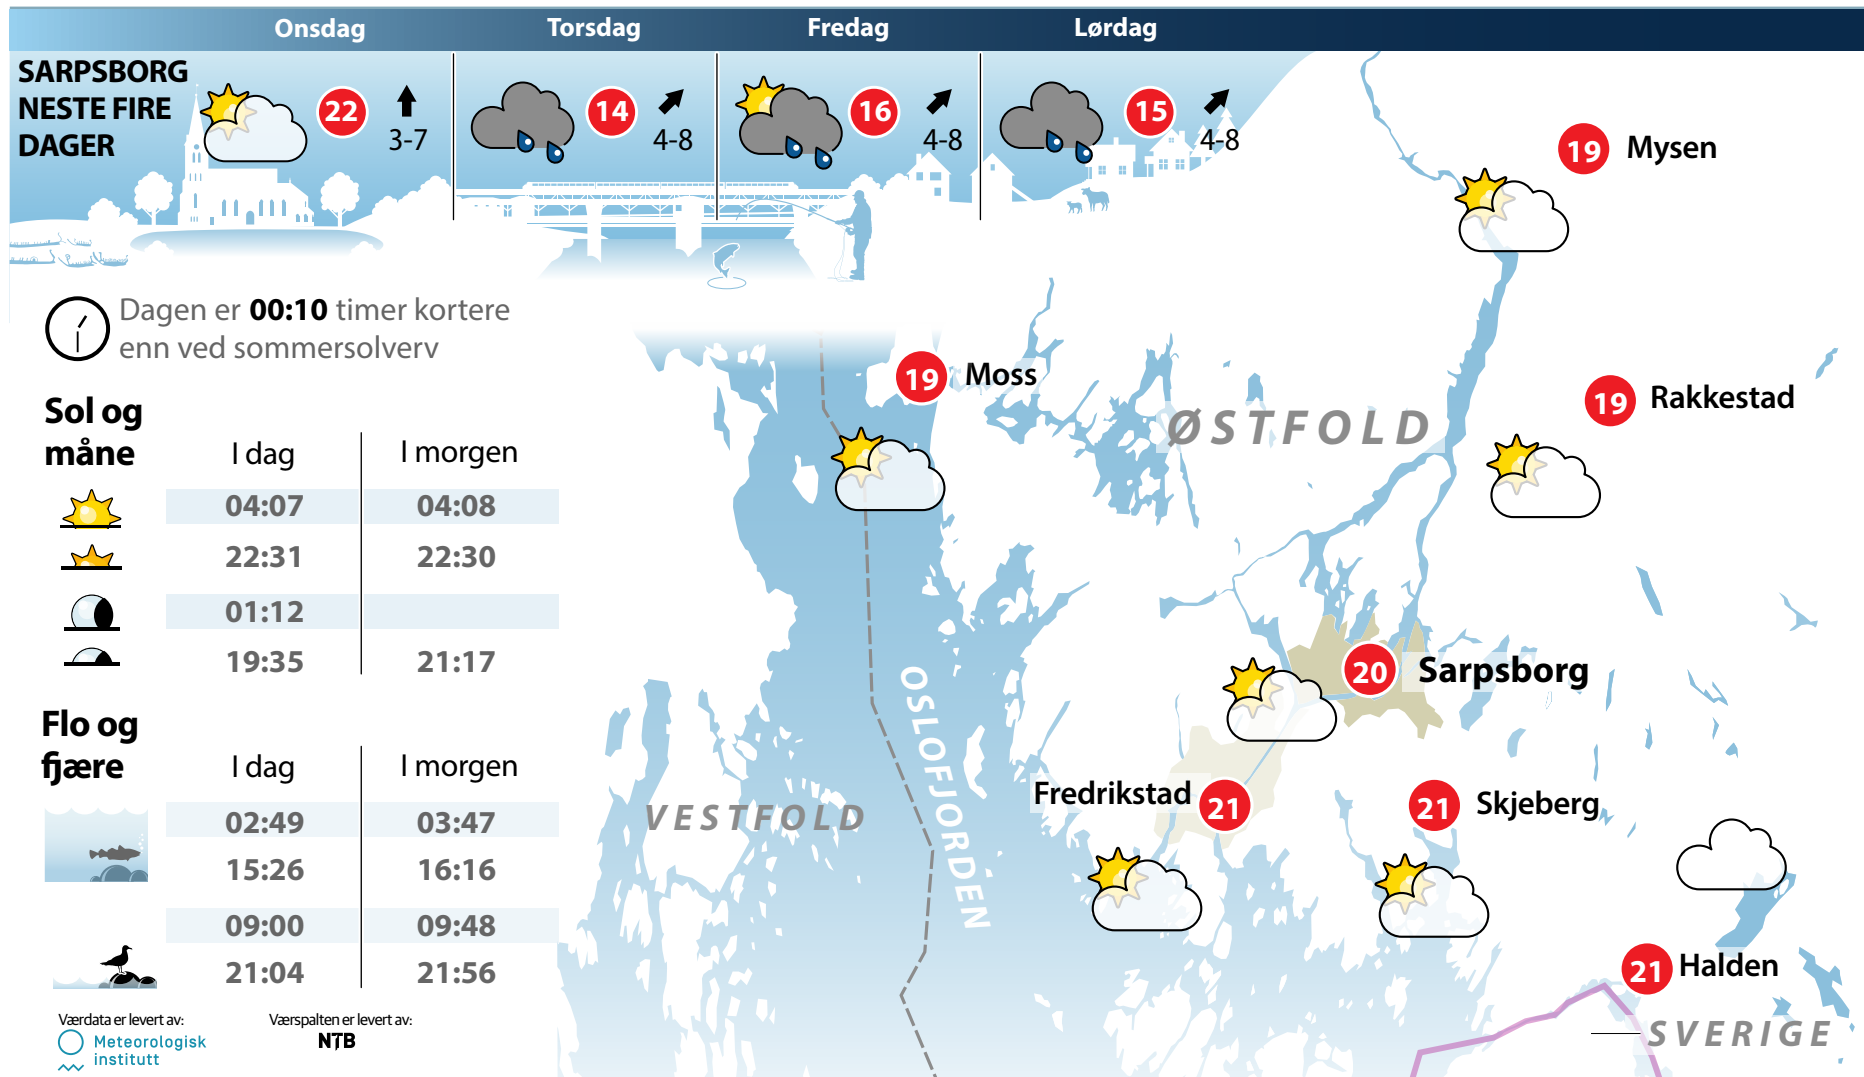 Onsdag
Torsdag
Fredag
Lørdag
SARPSBORG
NESTE FIRE
DAGER
22
3-7
14
4-8
16
4-8
15
4-8
Dagen er 00:10 timer kortere
enn ved sommersolverv
Sol og
måne
I dag
I morgen
04:07
04:08
22:31
22:30
01:12
19:35
21:17
Flo og
fjære
I dag
I morgen
02:49
03:47
15:26
16:16
09:00
09:48
21:04
21:56
Værdata er levert av:
Meteorologisk
institutt
Værspalten er levert av:
NTB
19 Mysen
19 Moss
ØSTFOLD
19 Rakkestad
20 Sarpsborg
OSLOFJORDEN
VESTFOLD
Fredrikstad 21
21 Skjeberg
21 Halden
SVERIGE